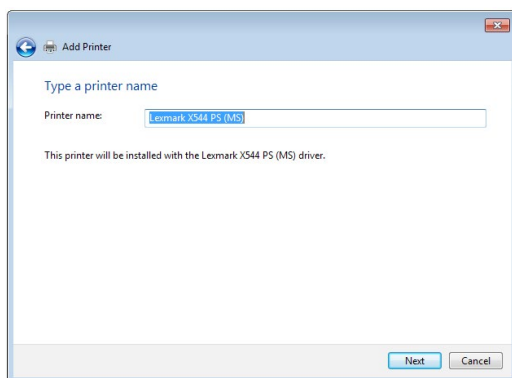 Add Printer
Type a printer name
Printer name: Lexmark X544 PS (MS)
This printer will be installed with the Lexmark X544 PS (MS) driver.
Next Cancel